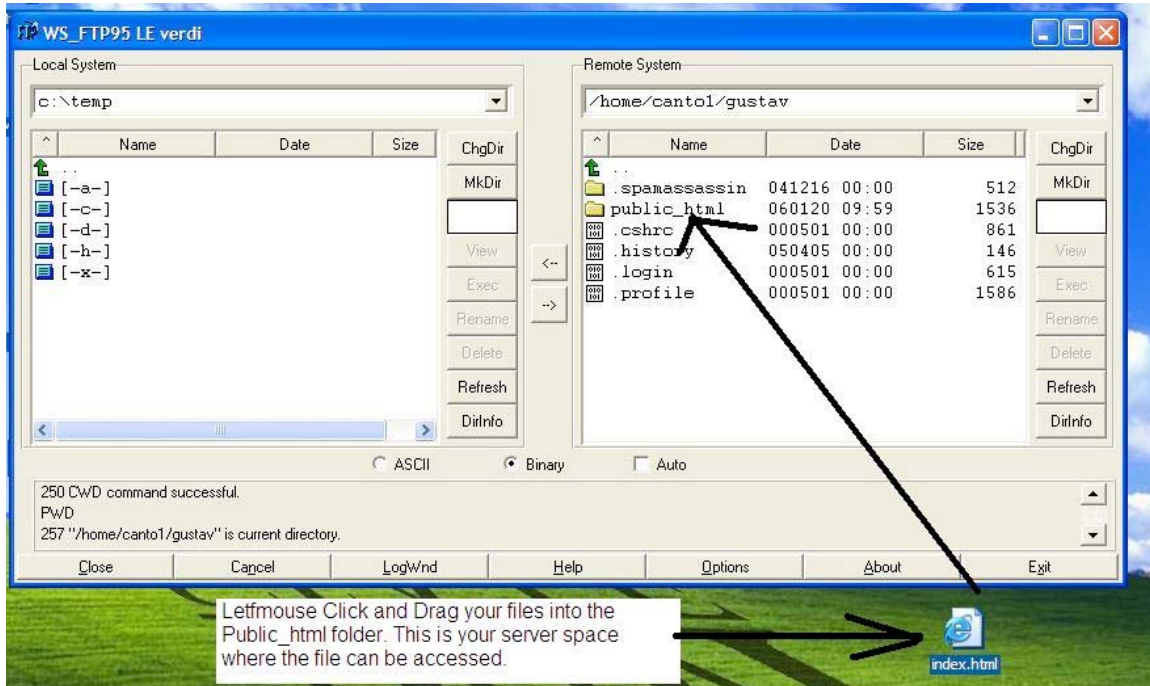 WS_FTP95 LE verdi
Local System
c:\temp
^ Name Date Size
..
[-a-]
[-c-]
[-d-]
[-h-]
[-x-]
ChgDir
MkDir
View
Exec
Rename
Delete
Refresh
DirInfo
<--
-->
Remote System
/home/canto1/gustav
^ Name Date Size
..
.spamassassin 041216 00:00 512
public_html 060120 09:59 1536
.cshrc 000501 00:00 861
.history 050405 00:00 146
.login 000501 00:00 615
.profile 000501 00:00 1586
ChgDir
MkDir
View
Exec
Rename
Delete
Refresh
DirInfo
ASCII Binary Auto
250 CWD command successful.
PWD
257 "/home/canto1/gustav" is current directory.
Close Cancel LogWnd Help Options About Exit
Letfmouse Click and Drag your files into the
Public_html folder. This is your server space
where the file can be accessed.
index.html